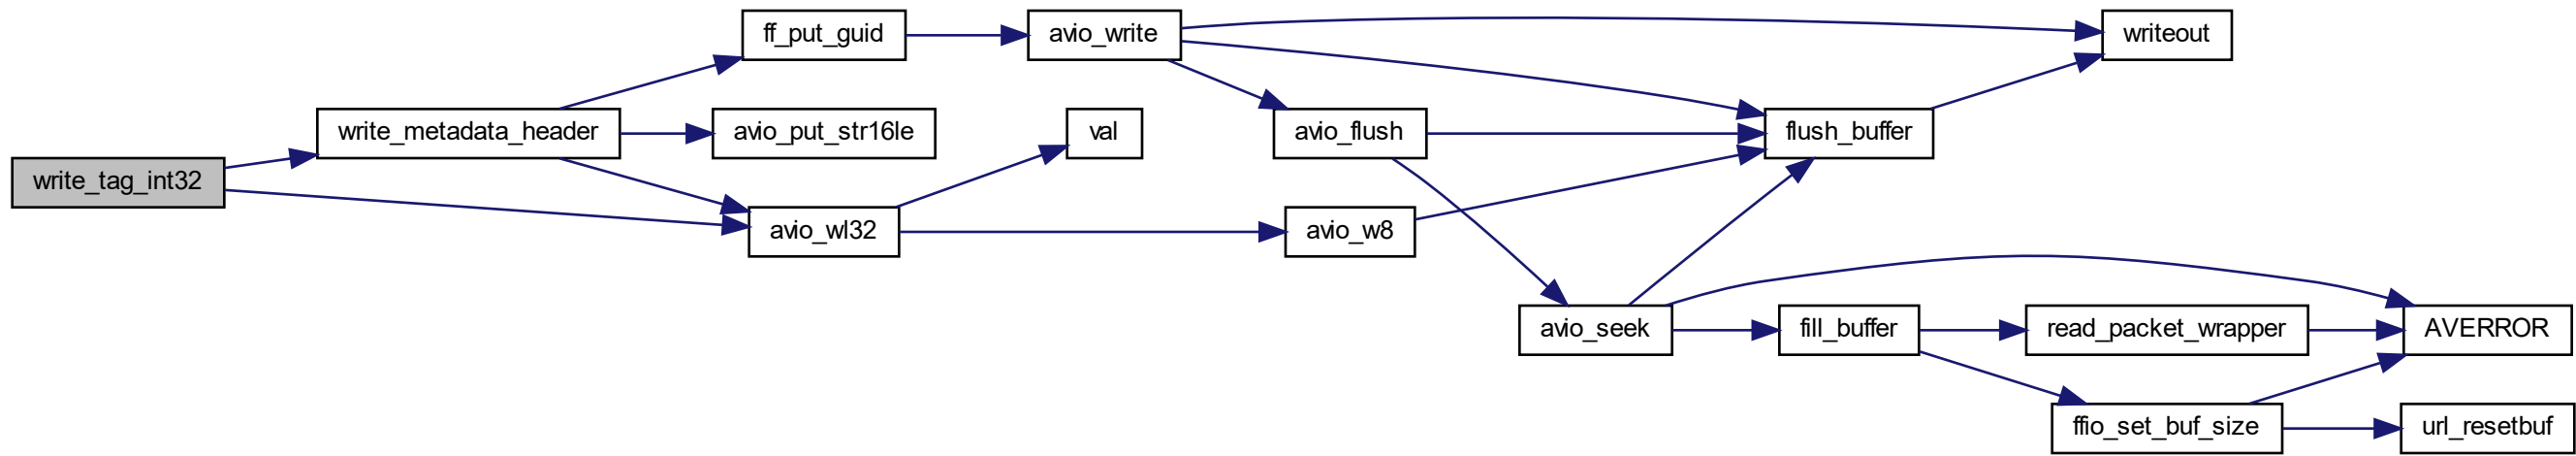 ff_put_guid
avio_write
writeout
write_metadata_header
avio_put_str16le
val
avio_flush
flush_buffer
write_tag_int32
avio_wl32
avio_w8
avio_seek
fill_buffer
read_packet_wrapper
AVERROR
ffio_set_buf_size
url_resetbuf